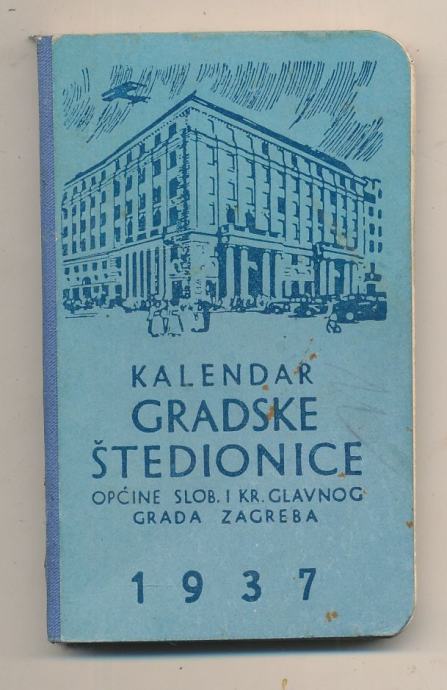 KALENDAR
GRADSKE
ŠTEDIONICE
OPĆINE SLOB. I KR. GLAVNOG
GRADA ZAGREBA
1937